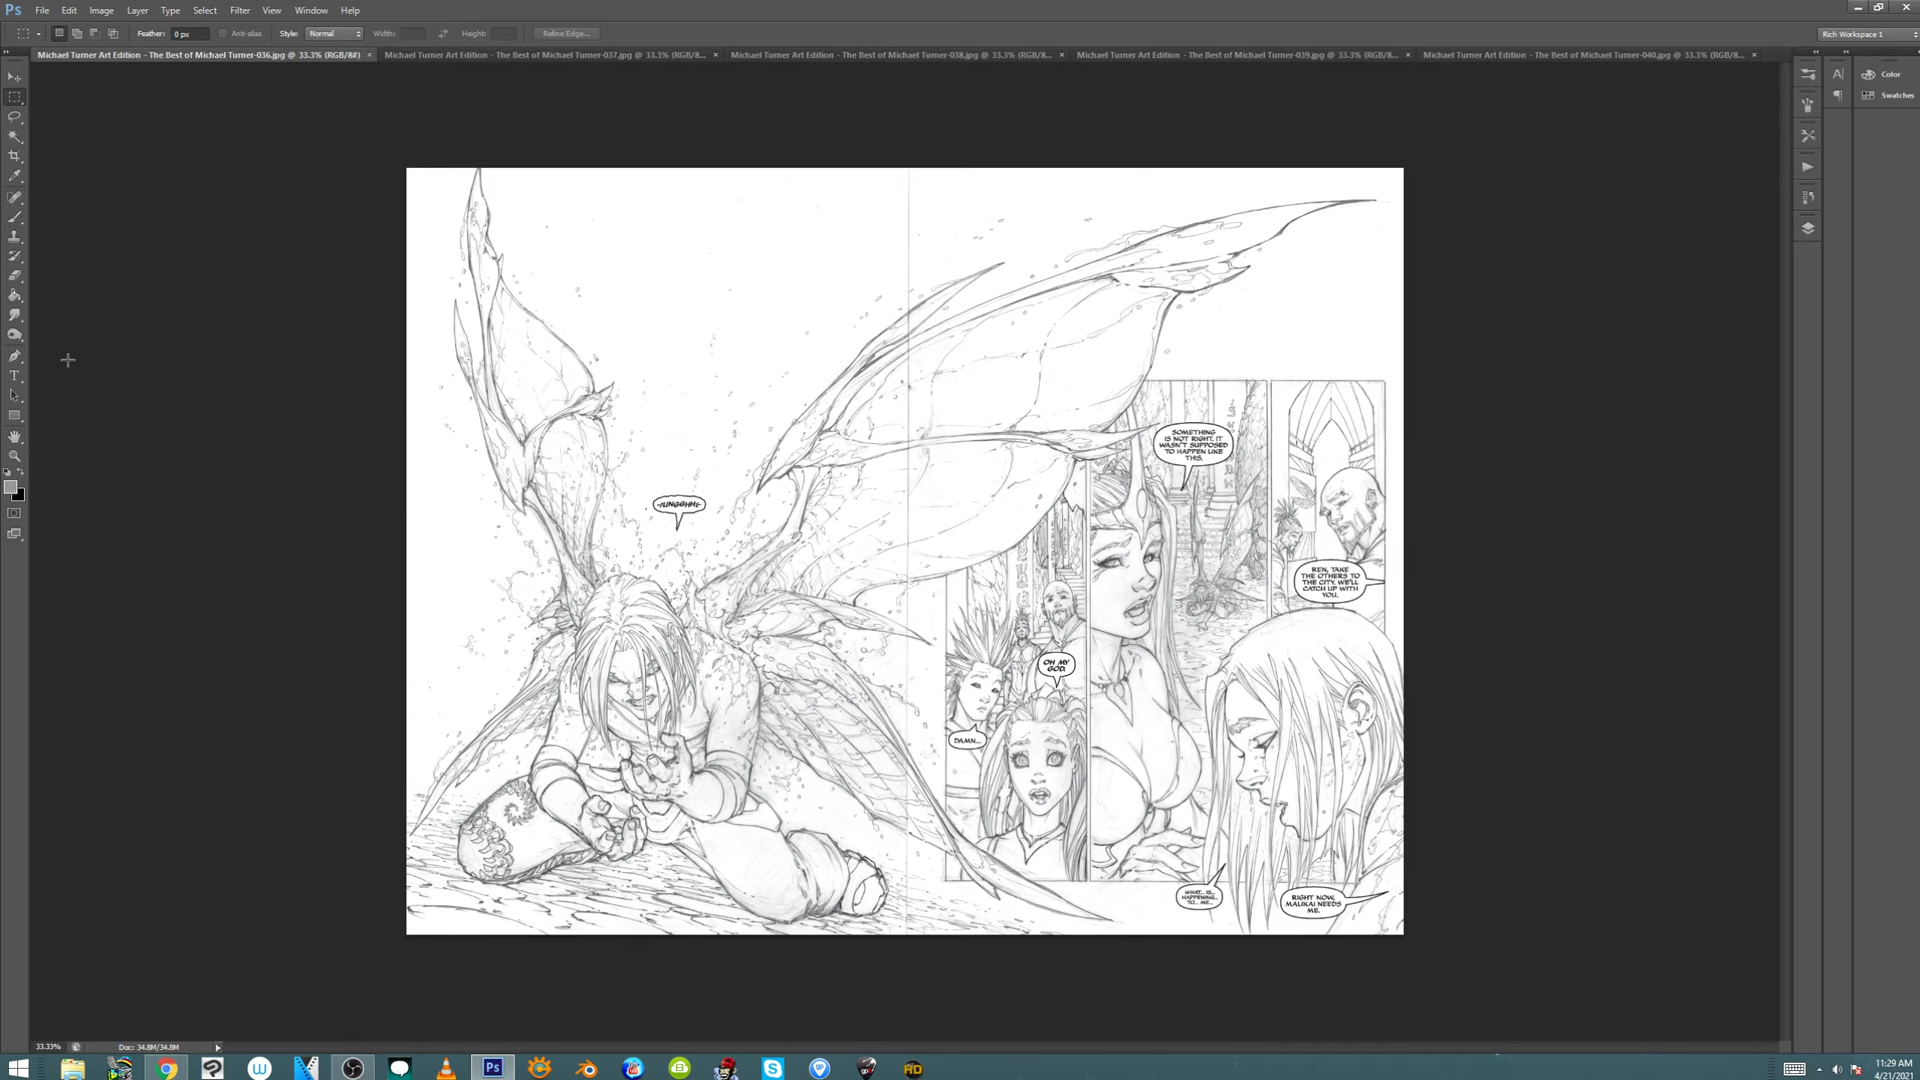 Ps File Edit Image Layer Type Select Filter View Window Help
Feather: 0 px Anti-alias Style: Normal Width: Height: Refine Edge... Rich Workspace 1
Michael Turner Art Edition - The Best of Michael Turner-036.jpg @ 33.3% (RGB/8#) × Michael Turner Art Edition - The Best of Michael Turner-037.jpg @ 33.3% (RGB/8... × Michael Turner Art Edition - The Best of Michael Turner-038.jpg @ 33.3% (RGB/8... × Michael Turner Art Edition - The Best of Michael Turner-039.jpg @ 33.3% (RGB/8... × Michael Turner Art Edition - The Best of Michael Turner-040.jpg @ 33.3% (RGB/8... ×
Color
Swatches
SOMETHING
IS NOT RIGHT. IT
WASN'T SUPPOSED
TO HAPPEN LIKE
THIS.
REN, TAKE
THE OTHERS TO
THE CITY. WE'LL
CATCH UP WITH
YOU.
OH MY
GOD.
DAMN...
WHAT... IS...
HAPPENING...
TO... ME...
RIGHT NOW,
MALIKAI NEEDS
ME.
33.33% Doc: 34.8M/34.8M
Ps
11:29 AM
4/21/2021